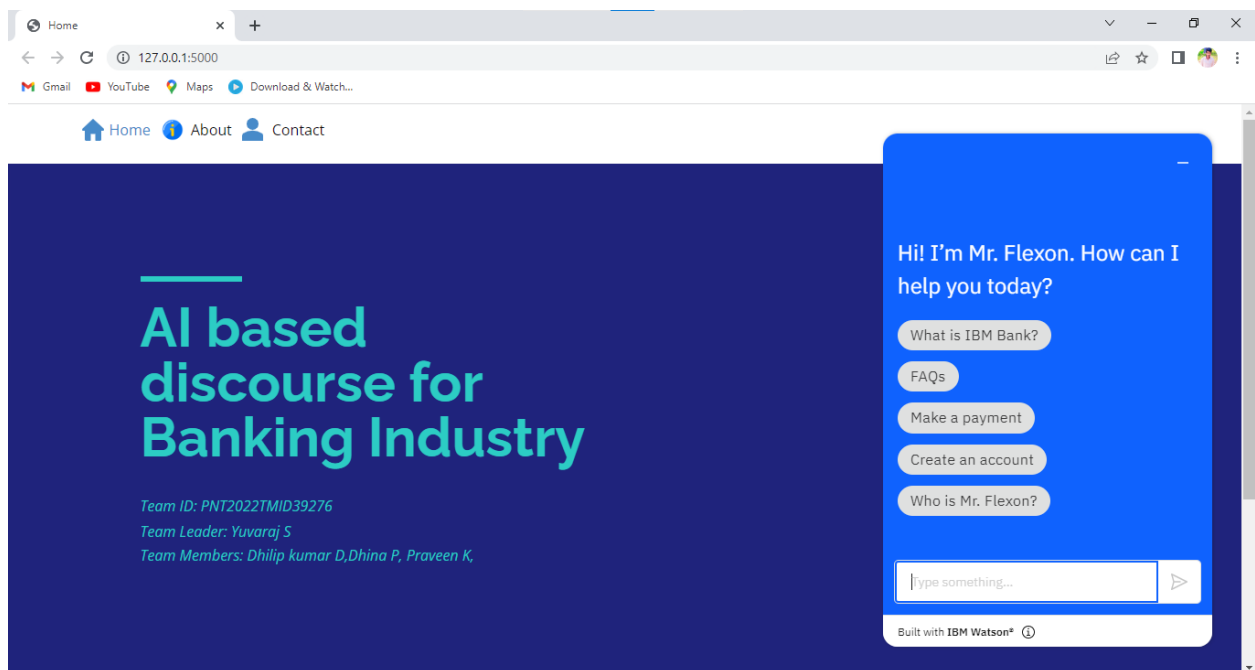 Home
127.0.0.1:5000
Gmail YouTube Maps Download & Watch...
Home About Contact
AI based
discourse for
Banking Industry
Team ID: PNT2022TMID39276
Team Leader: Yuvaraj S
Team Members: Dhilip kumar D,Dhina P, Praveen K,
Hi! I'm Mr. Flexon. How can I
help you today?
What is IBM Bank?
FAQs
Make a payment
Create an account
Who is Mr. Flexon?
Type something...
Built with IBM Watson®